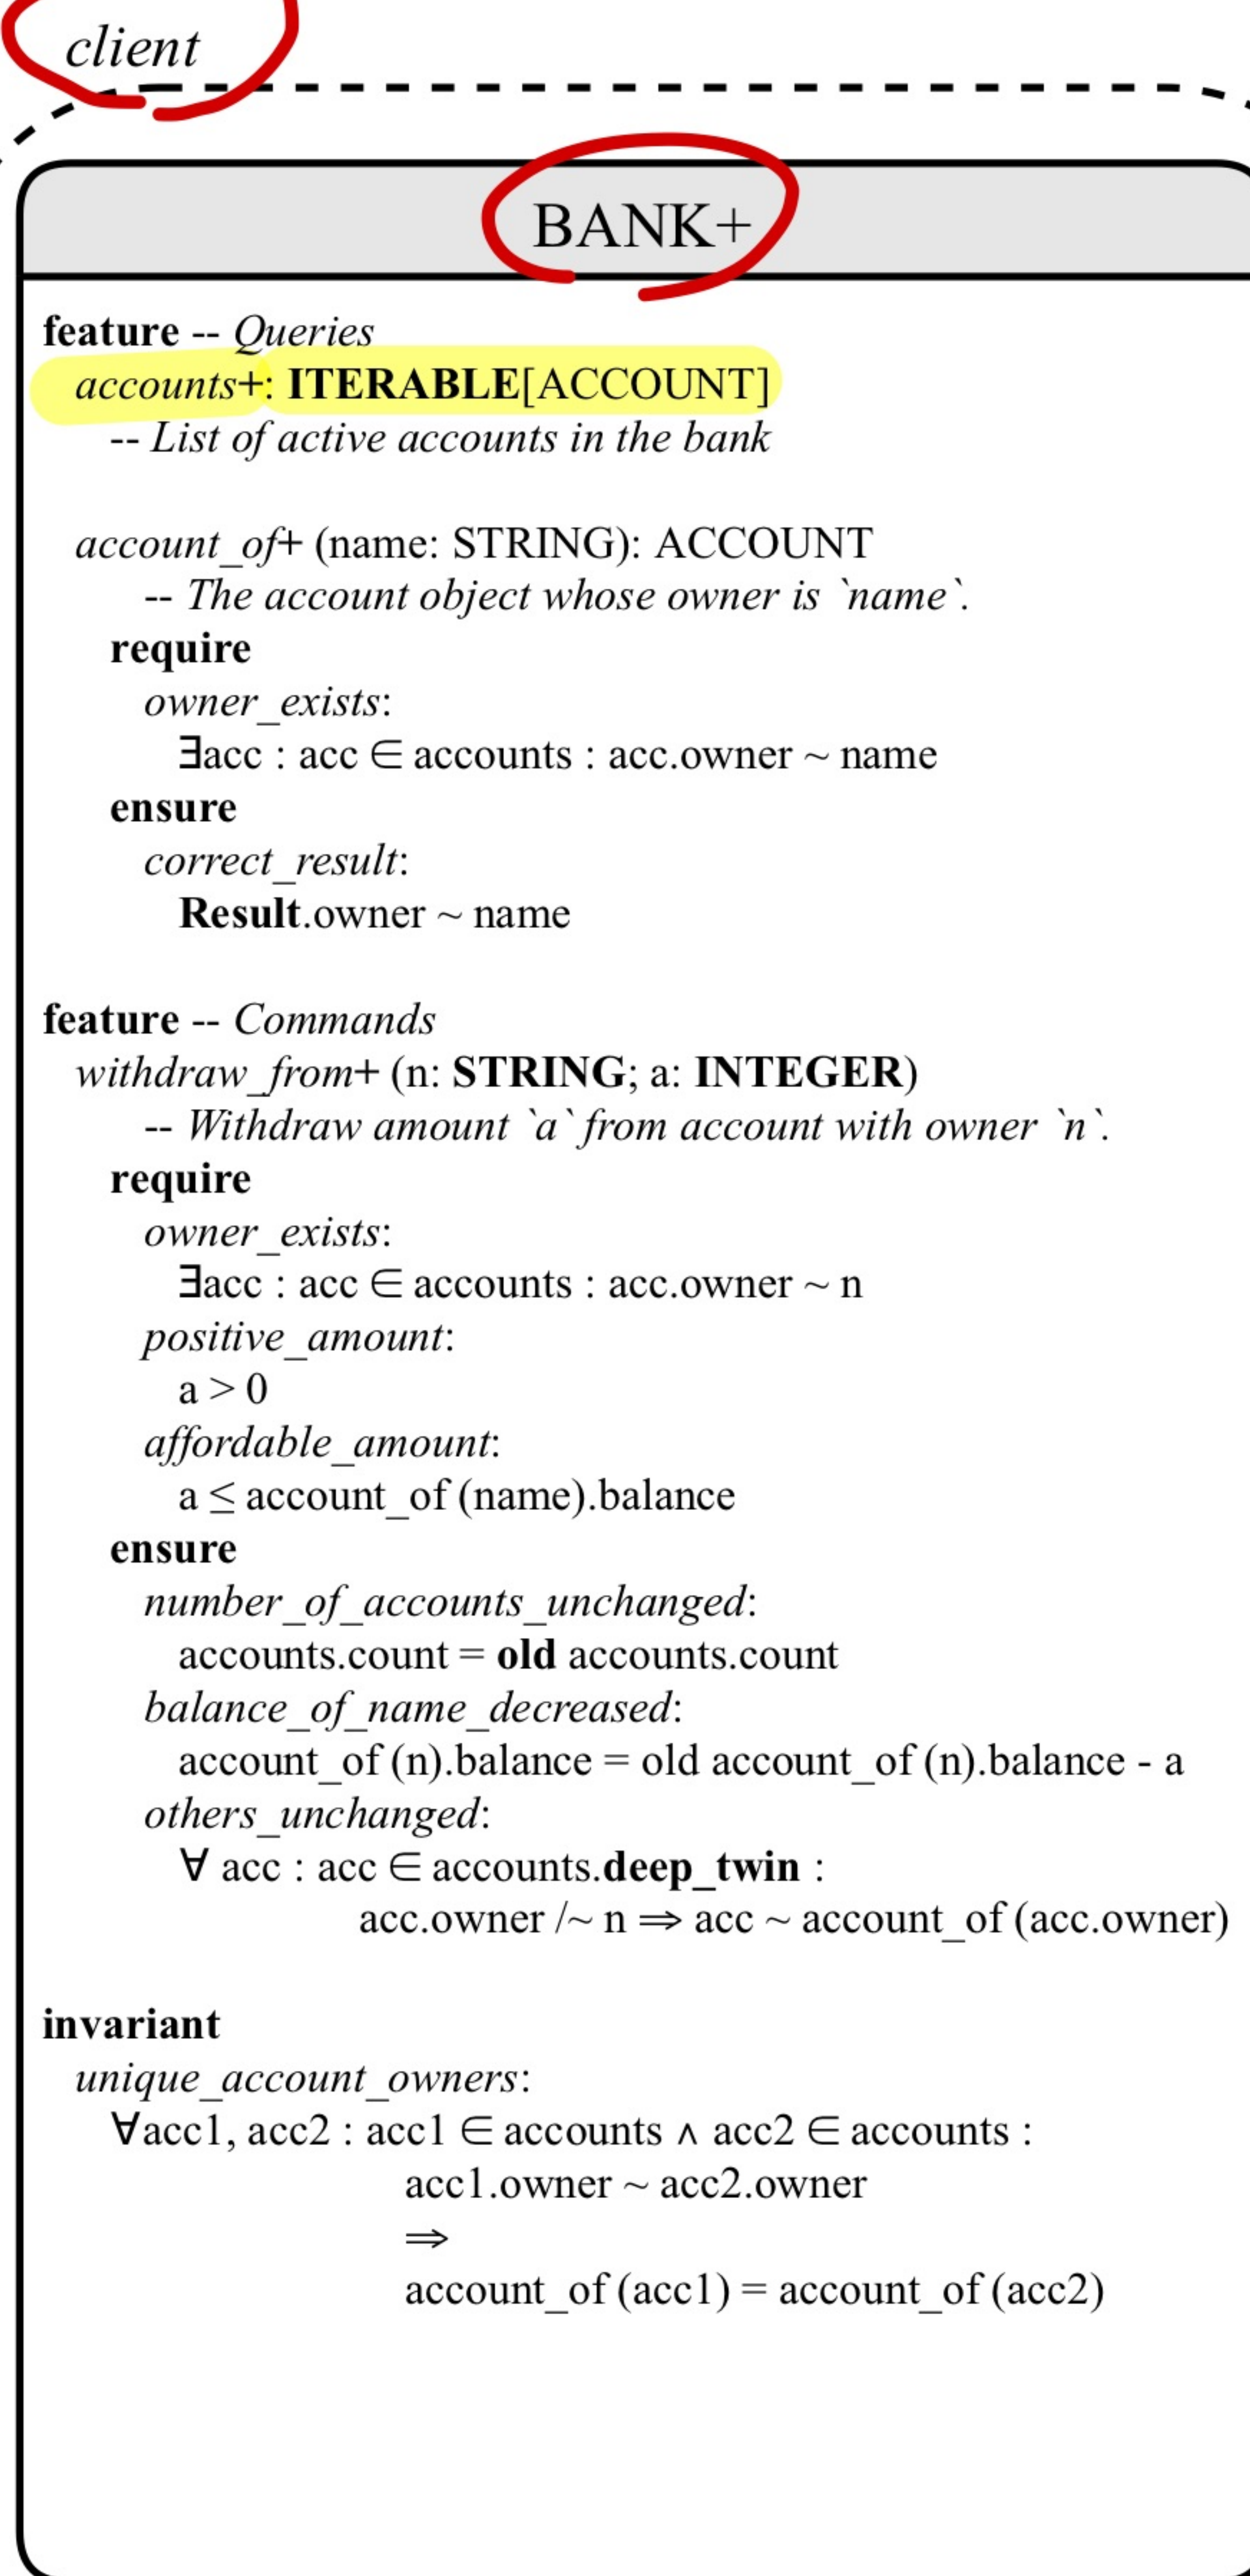 client
BANK+
feature -- Queries
accounts+: ITERABLE[ACCOUNT]
-- List of active accounts in the bank
account_of+ (name: STRING): ACCOUNT
-- The account object whose owner is `name`.
require
owner_exists:
∃acc : acc ∈ accounts : acc.owner ~ name
ensure
correct_result:
Result.owner ~ name
feature -- Commands
withdraw_from+ (n: STRING; a: INTEGER)
-- Withdraw amount `a` from account with owner `n`.
require
owner_exists:
∃acc : acc ∈ accounts : acc.owner ~ n
positive_amount:
a > 0
affordable_amount:
a ≤ account_of (name).balance
ensure
number_of_accounts_unchanged:
accounts.count = old accounts.count
balance_of_name_decreased:
account_of (n).balance = old account_of (n).balance - a
others_unchanged:
∀ acc : acc ∈ accounts.deep_twin :
acc.owner /~ n ⇒ acc ~ account_of (acc.owner)
invariant
unique_account_owners:
∀acc1, acc2 : acc1 ∈ accounts ∧ acc2 ∈ accounts :
acc1.owner ~ acc2.owner
⇒
account_of (acc1) = account_of (acc2)